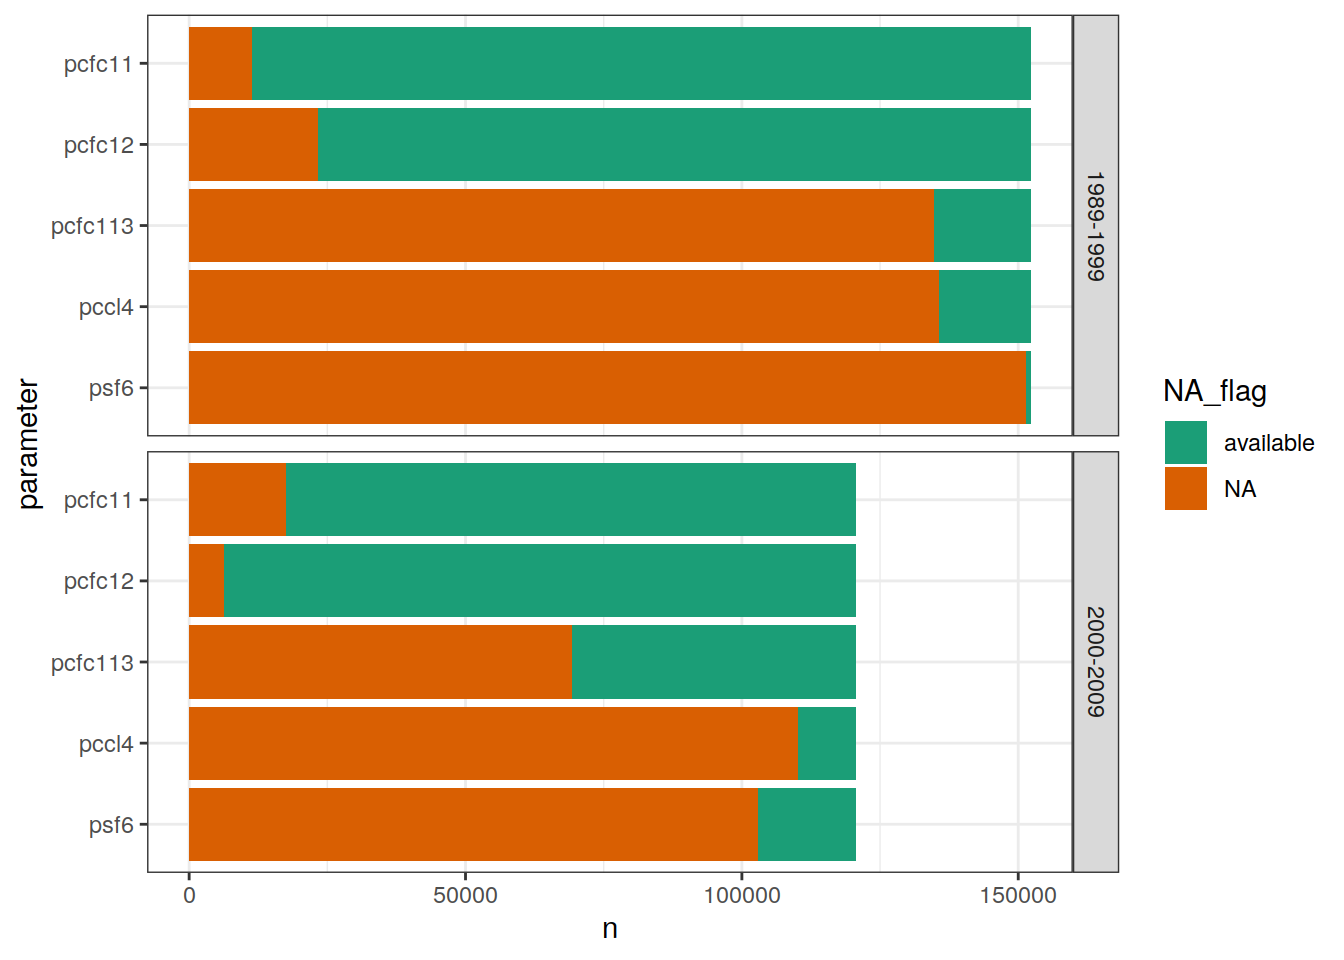 parameter
pcfc11
pcfc12
pcfc113
pccl4
psf6
1989-1999
pcfc11
pcfc12
pcfc113
pccl4
psf6
2000-2009
0 50000 100000 150000
n
NA_flag
available
NA